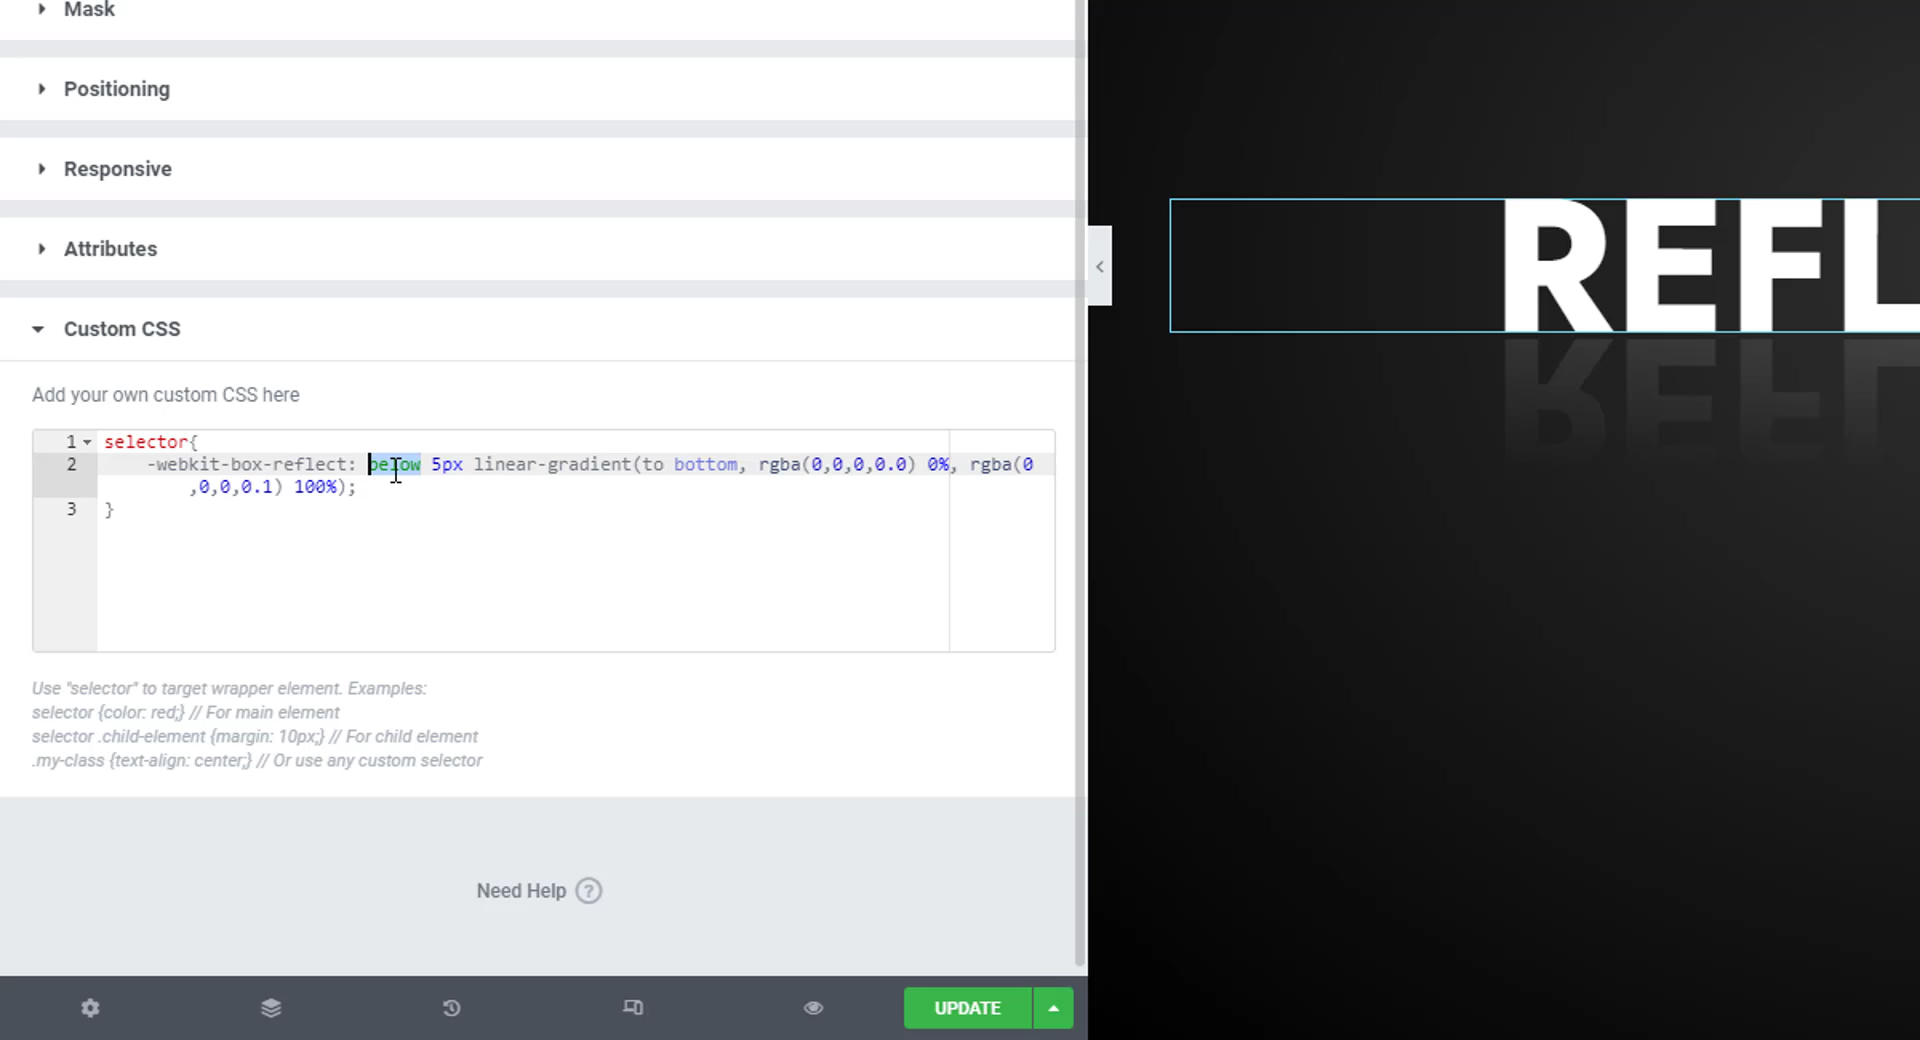 Mask
Positioning
Responsive
Attributes
Custom CSS
Add your own custom CSS here
1 selector{
2 -webkit-box-reflect: below 5px linear-gradient(to bottom, rgba(0,0,0,0.0) 0%, rgba(0
,0,0,0.1) 100%);
3 }
Use "selector" to target wrapper element. Examples:
selector {color: red;} // For main element
selector .child-element {margin: 10px;} // For child element
.my-class {text-align: center;} // Or use any custom selector
Need Help ?
UPDATE
REFL